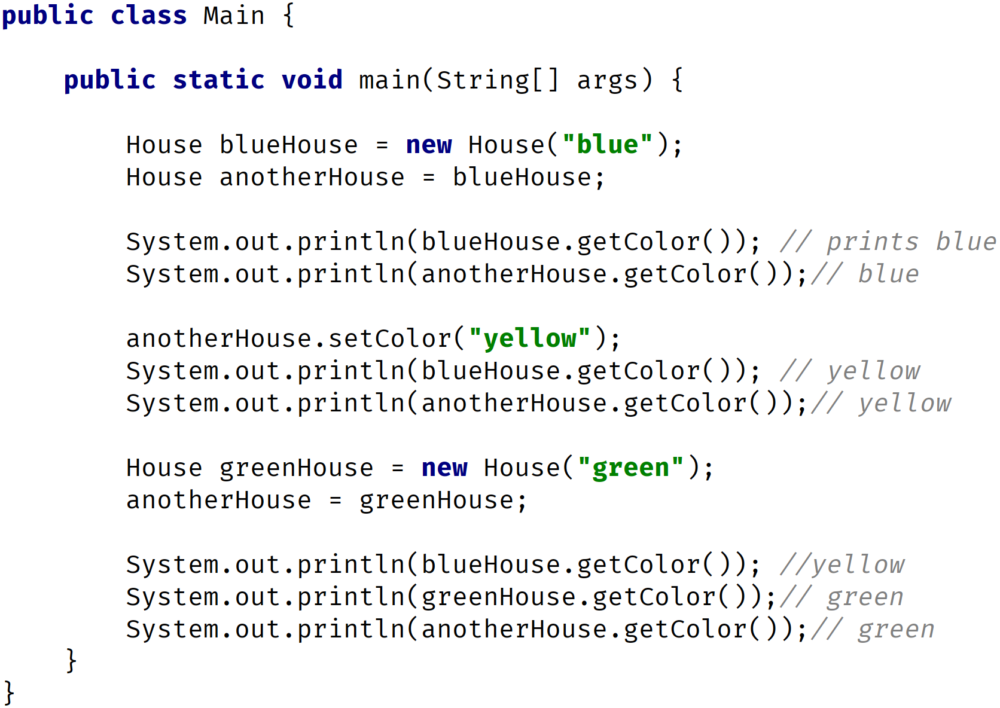 public class Main {
public static void main(String[] args) {
House blueHouse = new House("blue");
House anotherHouse = blueHouse;
System.out.println(blueHouse.getColor()); // prints blue
System.out.println(anotherHouse.getColor());// blue
anotherHouse.setColor("yellow");
System.out.println(blueHouse.getColor()); // yellow
System.out.println(anotherHouse.getColor());// yellow
House greenHouse = new House("green");
anotherHouse = greenHouse;
System.out.println(blueHouse.getColor()); //yellow
System.out.println(greenHouse.getColor());// green
System.out.println(anotherHouse.getColor());// green
}
}